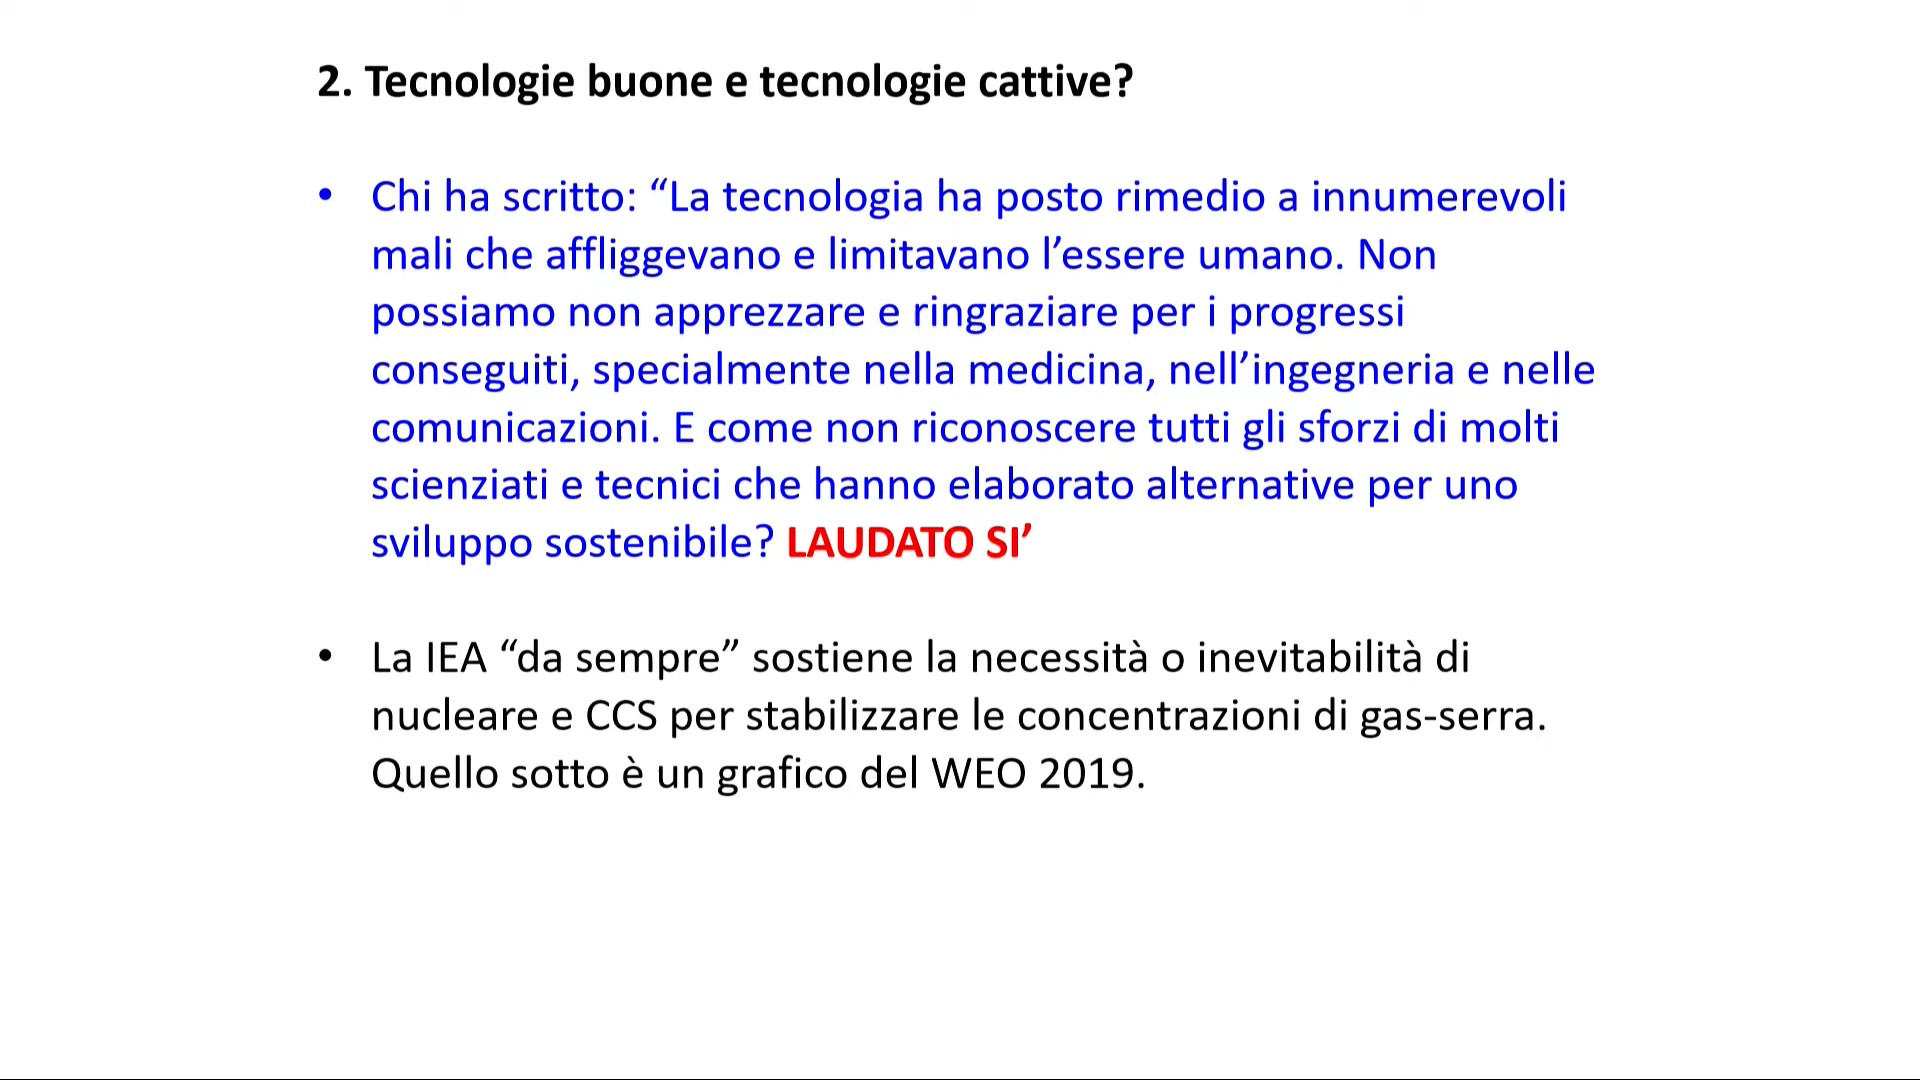 2. Tecnologie buone e tecnologie cattive?
• Chi ha scritto: “La tecnologia ha posto rimedio a innumerevoli
mali che affliggevano e limitavano l’essere umano. Non
possiamo non apprezzare e ringraziare per i progressi
conseguiti, specialmente nella medicina, nell’ingegneria e nelle
comunicazioni. E come non riconoscere tutti gli sforzi di molti
scienziati e tecnici che hanno elaborato alternative per uno
sviluppo sostenibile? LAUDATO SI’
• La IEA “da sempre” sostiene la necessità o inevitabilità di
nucleare e CCS per stabilizzare le concentrazioni di gas-serra.
Quello sotto è un grafico del WEO 2019.